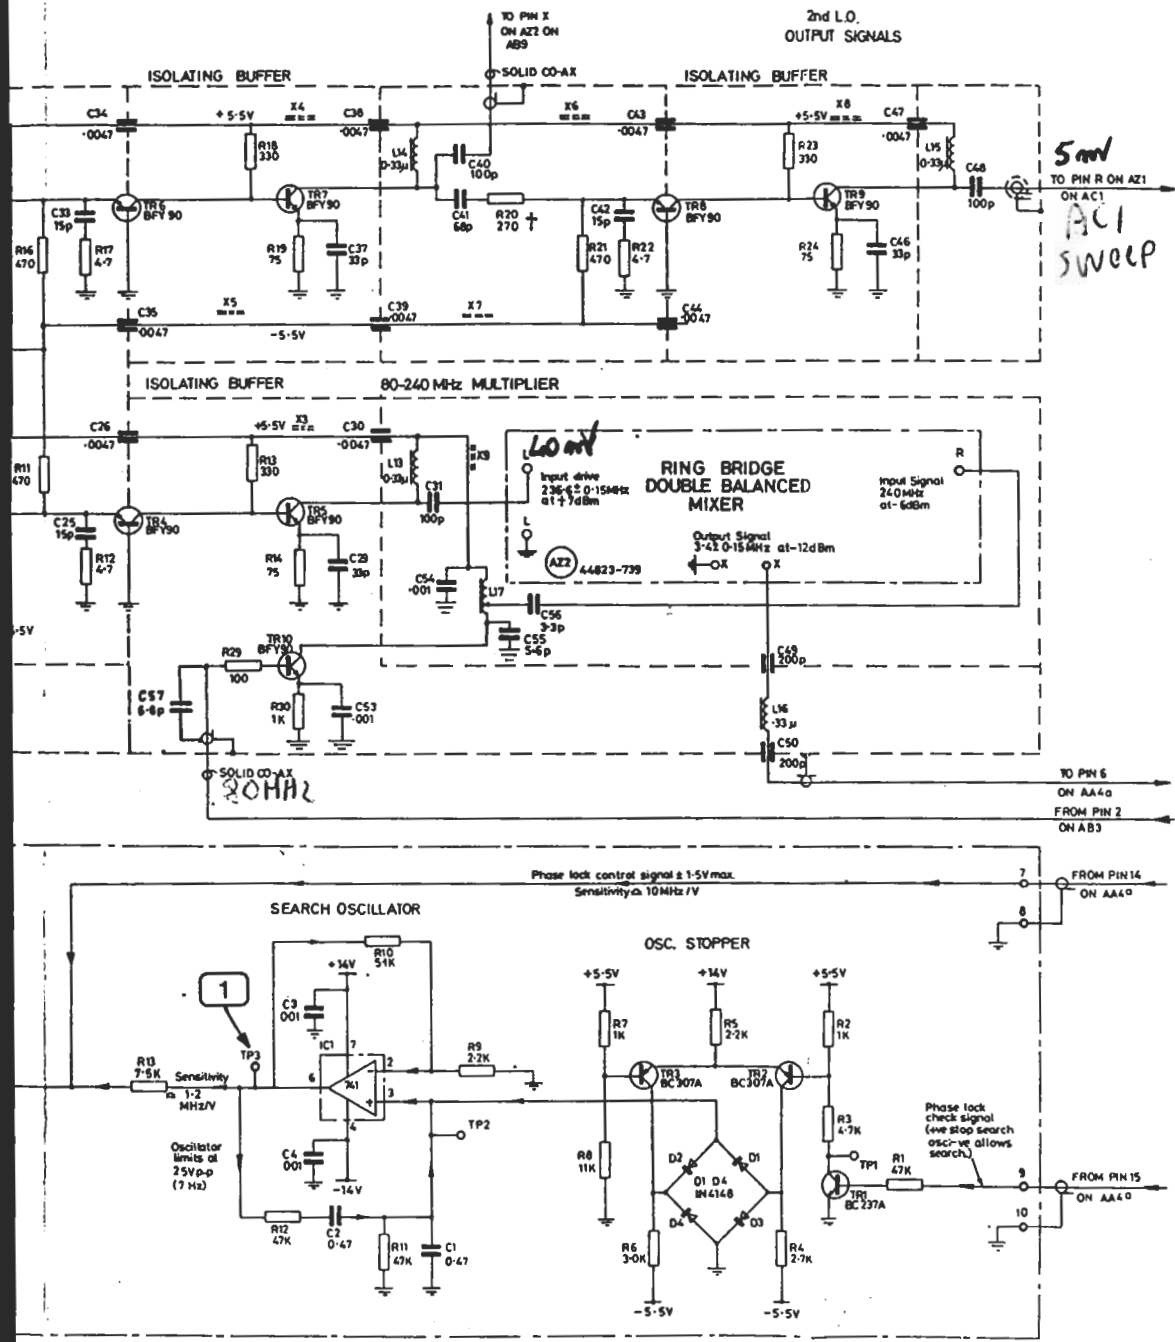 TO PIN X
ON AZ2 ON
AB9
2nd L.O.
OUTPUT SIGNALS
ISOLATING BUFFER
SOLID CO-AX
ISOLATING BUFFER
C34
·0047
+5·5V
X4
C38
·0047
X6
C43
·0047
+5·5V
X8
C47
·0047
R18
330
L14
0·33µ
C40
100p
R23
330
L15
0·33µ
C48
100p
5mV
TO PIN R ON AZ1
ON AC1
AC1
SWEEP
TR6
BFY90
TR7
BFY90
C41
68p
R20
270
TR8
BFY90
TR9
BFY90
C33
15p
R16
470
R17
4·7
R19
75
C37
33p
C42
15p
R21
470
R22
4·7
R24
75
C46
33p
C35
·0047
X5
-5·5V
C39
·0047
X7
C44
·0047
ISOLATING BUFFER
80-240 MHz MULTIPLIER
C26
·0047
+5·5V
X3
C30
·0047
R11
470
R13
330
L13
0·33µ
X9
C31
100p
40mV
L
Input drive
236·6±0·15MHz
at +7dBm
L
RING BRIDGE
DOUBLE BALANCED
MIXER
R
Input Signal
240MHz
at-6dBm
Output Signal
3·4±0·15MHz at-12dBm
X
X
AZ2
44823-739
C25
15p
TR4
BFY90
TR5
BFY90
R12
4·7
R14
75
C29
33p
C54
·001
L17
C56
3·3p
C55
5·6p
·5V
TR10
BFY90
R29
100
C57
6·8p
R30
1K
C53
·001
C49
200p
L16
·33µ
C50
200p
SOLID CO-AX
80MHz
TO PIN 6
ON AA4a
FROM PIN 2
ON AB3
Phase lock control signal ± 1·5V max.
Sensitivity ≏ 10MHz/V
7
FROM PIN14
ON AA4a
8
SEARCH OSCILLATOR
OSC. STOPPER
R10
51K
+14V
C3
·001
1
TP3
IC1
741
7
2
3
6
4
R9
2·2K
R13
7·5K
Sensitivity
1·2
MHz/V
TP2
Oscillator
limits at
25Vp-p
(7 Hz)
C4
·001
-14V
R12
47K
C2
0·47
R11
47K
C1
0·47
+5·5V
+14V
+5·5V
R7
1K
R5
2·2K
R2
1K
TR3
BC307A
TR2
BC307A
R3
4·7K
R8
11K
D2
D1
D1 D4
1N4148
D4
D3
TP1
TR1
BC237A
R1
47K
Phase lock
check signal
(+ve stop search
osc:-ve allows
search.)
9
FROM PIN15
ON AA4a
10
R6
3·0K
R4
2·7K
-5·5V
-5·5V